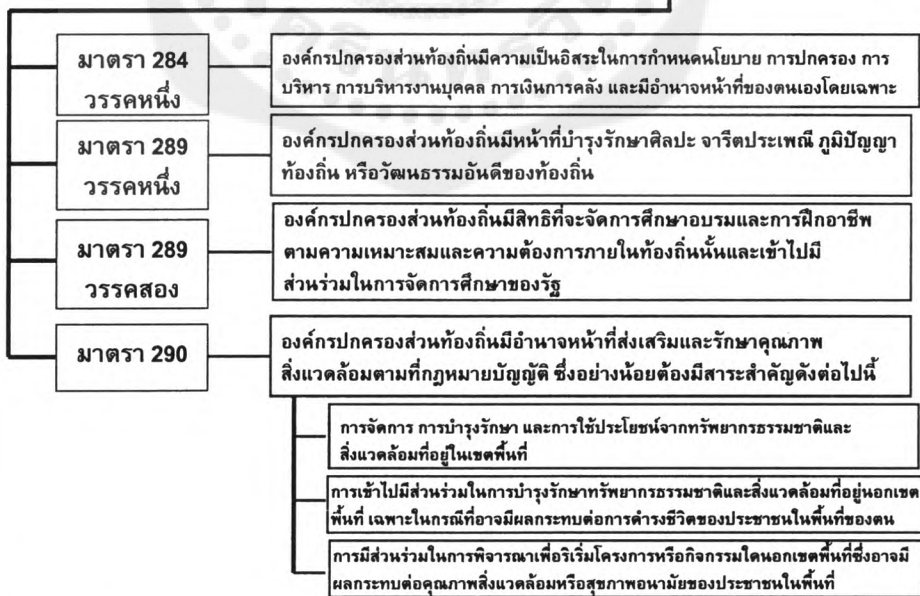 มาตรา 284
วรรคหนึ่ง
องค์กรปกครองส่วนท้องถิ่นมีความเป็นอิสระในการกำหนดนโยบาย การปกครอง การ
บริหาร การบริหารงานบุคคล การเงินการคลัง และมีอำนาจหน้าที่ของตนเองโดยเฉพาะ
มาตรา 289
วรรคหนึ่ง
องค์กรปกครองส่วนท้องถิ่นมีหน้าที่บำรุงรักษาศิลปะ จารีตประเพณี ภูมิปัญญา
ท้องถิ่น หรือวัฒนธรรมอันดีของท้องถิ่น
มาตรา 289
วรรคสอง
องค์กรปกครองส่วนท้องถิ่นมีสิทธิที่จะจัดการศึกษาอบรมและการฝึกอาชีพ
ตามความเหมาะสมและความต้องการภายในท้องถิ่นนั้นและเข้าไปมี
ส่วนร่วมในการจัดการศึกษาของรัฐ
มาตรา 290
องค์กรปกครองส่วนท้องถิ่นมีอำนาจหน้าที่ส่งเสริมและรักษาคุณภาพ
สิ่งแวดล้อมตามที่กฎหมายบัญญัติ ซึ่งอย่างน้อยต้องมีสาระสำคัญดังต่อไปนี้
การจัดการ การบำรุงรักษา และการใช้ประโยชน์จากทรัพยากรธรรมชาติและ
สิ่งแวดล้อมที่อยู่ในเขตพื้นที่
การเข้าไปมีส่วนร่วมในการบำรุงรักษาทรัพยากรธรรมชาติและสิ่งแวดล้อมที่อยู่นอกเขต
พื้นที่ เฉพาะในกรณีที่อาจมีผลกระทบต่อการดำรงชีวิตของประชาชนในพื้นที่ของตน
การมีส่วนร่วมในการพิจารณาเพื่อริเริ่มโครงการหรือกิจกรรมใดนอกเขตพื้นที่ซึ่งอาจมี
ผลกระทบต่อคุณภาพสิ่งแวดล้อมหรือสุขภาพอนามัยของประชาชนในพื้นที่